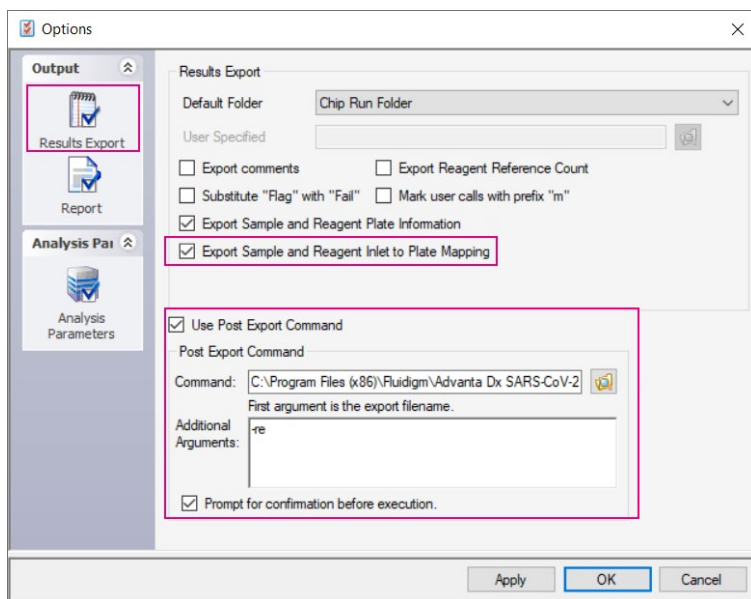 Options
Output
Results Export
Report
Analysis Par
Analysis
Parameters
Results Export
Default Folder
Chip Run Folder
User Specified
Export comments
Export Reagent Reference Count
Substitute "Flag" with "Fail"
Mark user calls with prefix "m"
Export Sample and Reagent Plate Information
Export Sample and Reagent Inlet to Plate Mapping
Use Post Export Command
Post Export Command
Command: C:\Program Files (x86)\Fluidigm\Advanta Dx SARS-CoV-2
First argument is the export filename.
Additional
Arguments:
-re
Prompt for confirmation before execution.
Apply
OK
Cancel